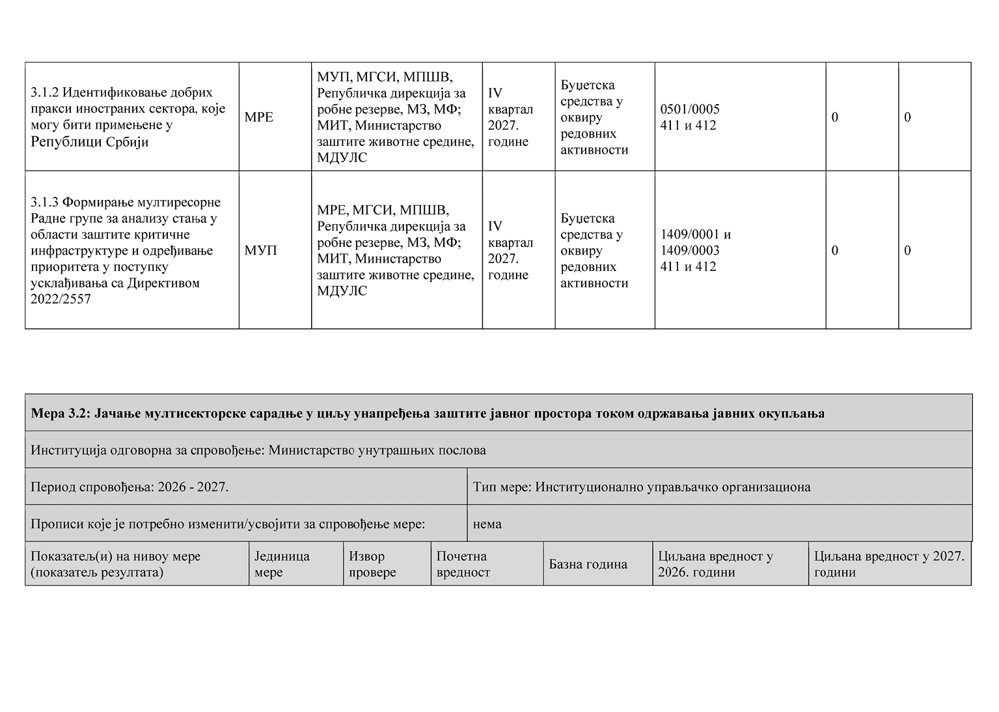 3.1.2 Идентификовање добрих
пракси иностраних сектора, које
могу бити примењене у
Републици Србији
МРЕ
МУП, МГСИ, МПШВ,
Републичка дирекција за
робне резерве, МЗ, МФ;
МИТ, Министарство
заштите животне средине,
МДУЛС
IV
квартал
2027.
године
Буџетска
средства у
оквиру
редовних
активности
0501/0005
411 и 412
0
0
3.1.3 Формирање мултиресорне
Радне групе за анализу стања у
области заштите критичне
инфраструктуре и одређивање
приоритета у поступку
усклађивања са Директивом
2022/2557
МУП
МРЕ, МГСИ, МПШВ,
Републичка дирекција за
робне резерве, МЗ, МФ;
МИТ, Министарство
заштите животне средине,
МДУЛС
IV
квартал
2027.
године
Буџетска
средства у
оквиру
редовних
активности
1409/0001 и
1409/0003
411 и 412
0
0
Мера 3.2: Јачање мултисекторске сарадње у циљу унапређења заштите јавног простора током одржавања јавних окупљања
Институција одговорна за спровођење: Министарство унутрашњих послова
Период спровођења: 2026 - 2027.
Тип мере: Институционално управљачко организациона
Прописи које је потребно изменити/усвојити за спровођење мере:
нема
Показатељ(и) на нивоу мере
(показатељ резултата)
Јединица
мере
Извор
провере
Почетна
вредност
Базна година
Циљана вредност у
2026. години
Циљана вредност у 2027.
години